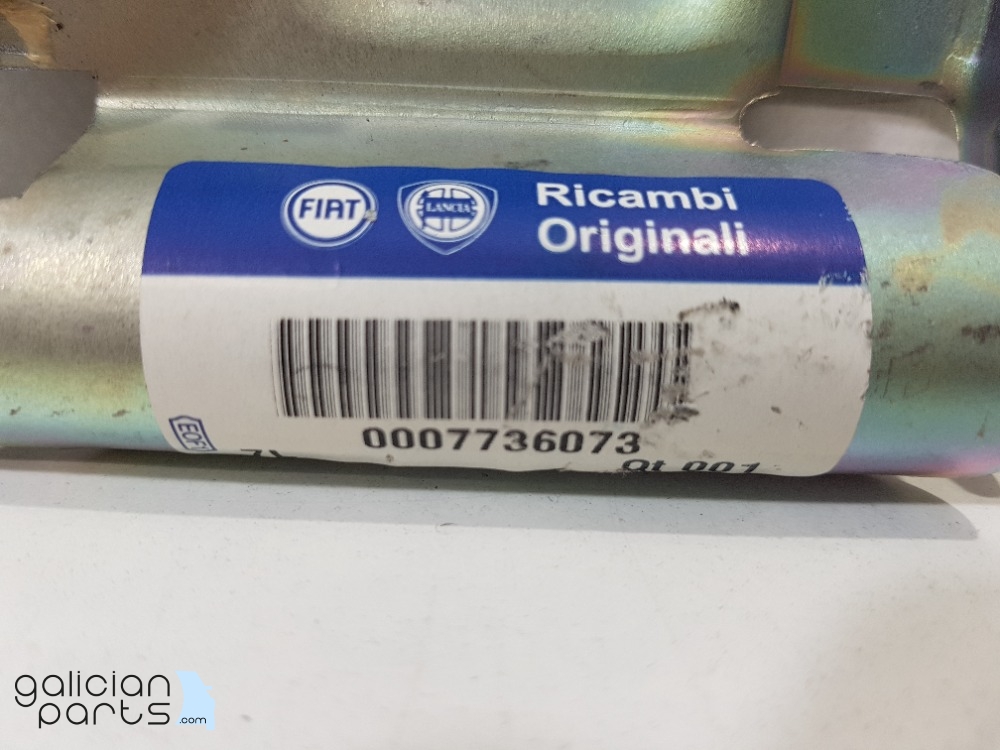 FIAT
LANCIA
Ricambi
Originali
0007736073
Qt 001
galician
parts.com